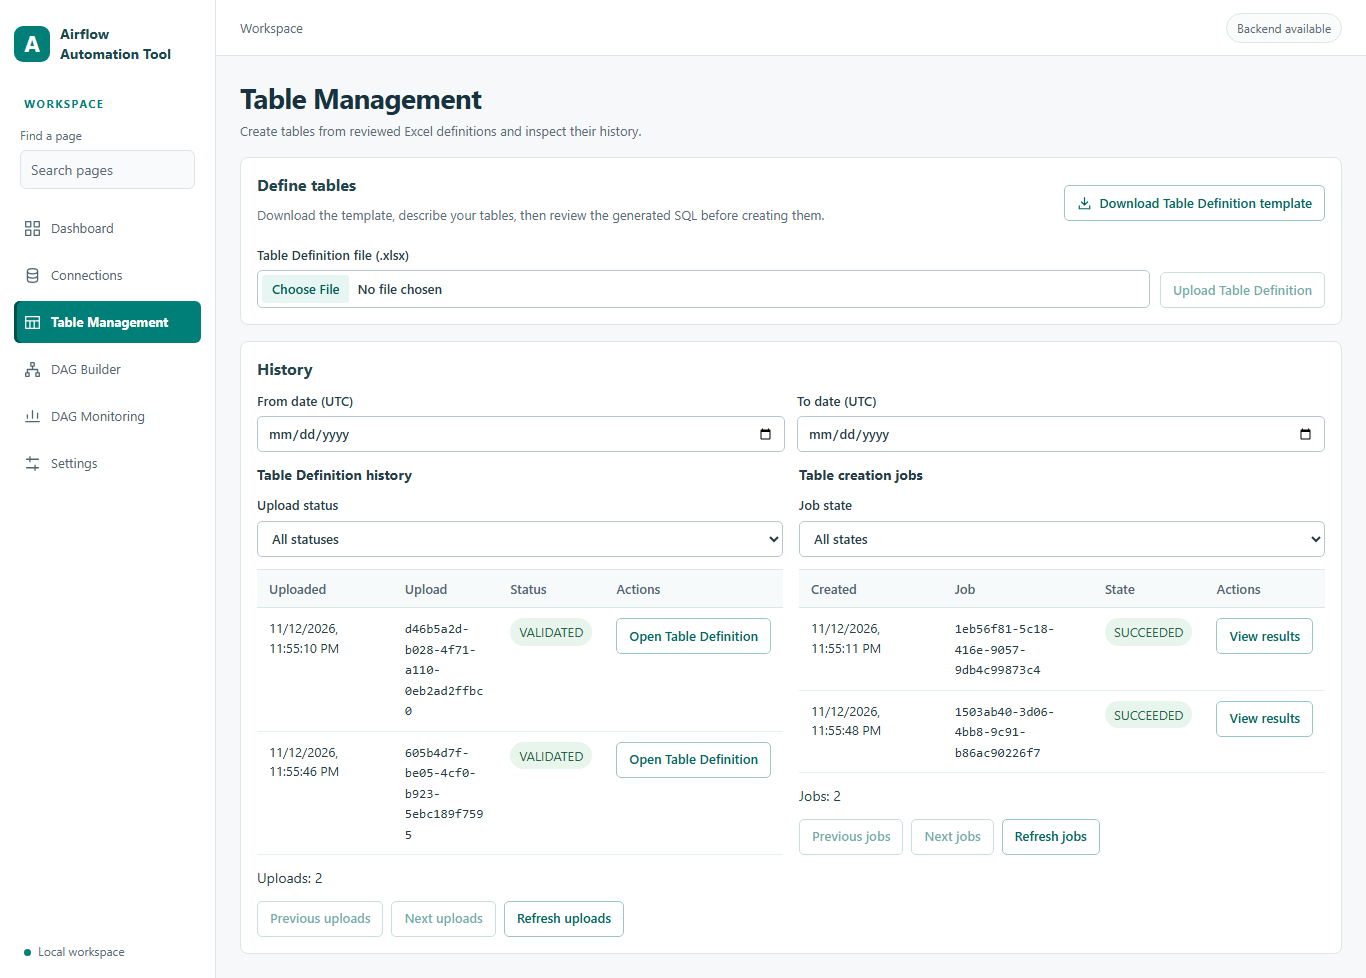 A
Airflow
Automation Tool
WORKSPACE
Find a page
Search pages
Dashboard
Connections
Table Management
DAG Builder
DAG Monitoring
Settings
Local workspace
Workspace
Backend available
Table Management
Create tables from reviewed Excel definitions and inspect their history.
Define tables
Download the template, describe your tables, then review the generated SQL before creating them.
Download Table Definition template
Table Definition file (.xlsx)
Choose File No file chosen
Upload Table Definition
History
From date (UTC)
mm/dd/yyyy
To date (UTC)
mm/dd/yyyy
Table Definition history
Upload status
All statuses
Uploaded Upload Status Actions
11/12/2026,
11:55:10 PM
d46b5a2d-
b028-4f71-
a110-
0eb2ad2ffbc
0
VALIDATED
Open Table Definition
11/12/2026,
11:55:46 PM
605b4d7f-
be05-4cf0-
b923-
5ebc189f759
5
VALIDATED
Open Table Definition
Uploads: 2
Previous uploads
Next uploads
Refresh uploads
Table creation jobs
Job state
All states
Created Job State Actions
11/12/2026,
11:55:11 PM
1eb56f81-5c18-
416e-9057-
9db4c99873c4
SUCCEEDED
View results
11/12/2026,
11:55:48 PM
1503ab40-3d06-
4bb8-9c91-
b86ac90226f7
SUCCEEDED
View results
Jobs: 2
Previous jobs
Next jobs
Refresh jobs